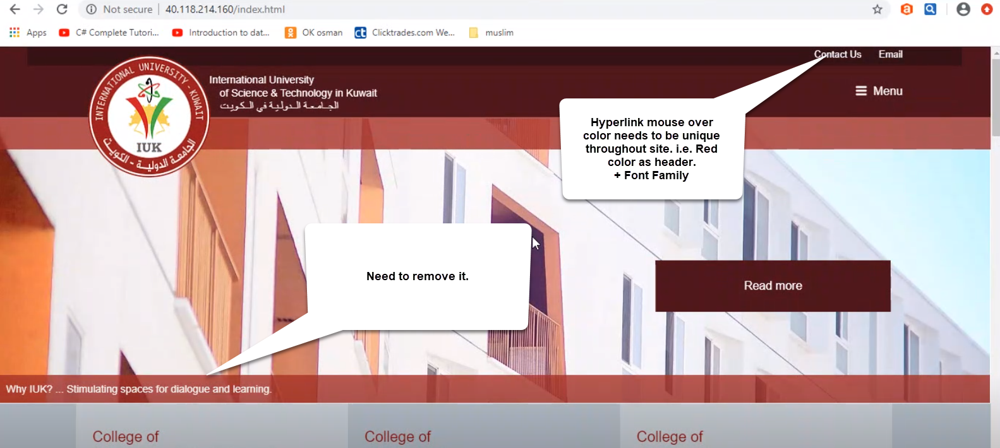 Not secure | 40.118.214.160/index.html
Apps C# Complete Tutori... Introduction to dat... OK osman ct Clicktrades.com We... muslim
Contact Us Email
INTERNATIONAL UNIVERSITY - KUWAIT
IUK
الجامعة الدولية - الكويت
International University
of Science & Technology in Kuwait
الجامعة الدولية في الكويت
Menu
Hyperlink mouse over
color needs to be unique
throughout site. i.e. Red
color as header.
+ Font Family
Need to remove it.
Read more
Why IUK? ... Stimulating spaces for dialogue and learning.
College of College of College of